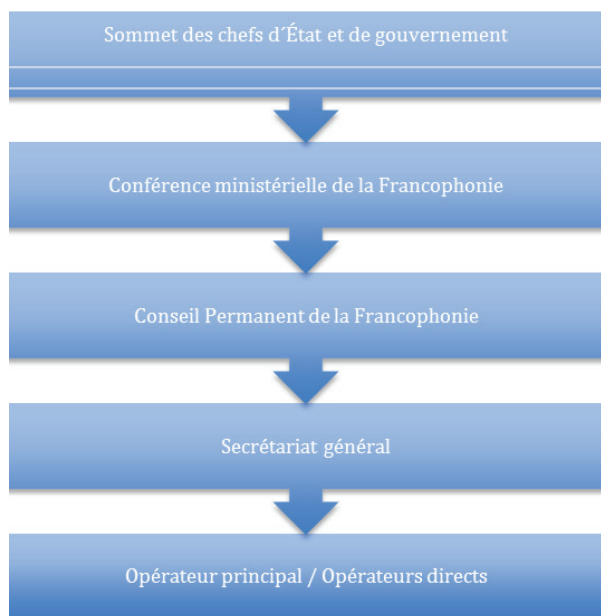 Sommet des chefs d´État et de gouvernement
Conférence ministérielle de la Francophonie
Conseil Permanent de la Francophonie
Secrétariat général
Opérateur principal / Opérateurs directs